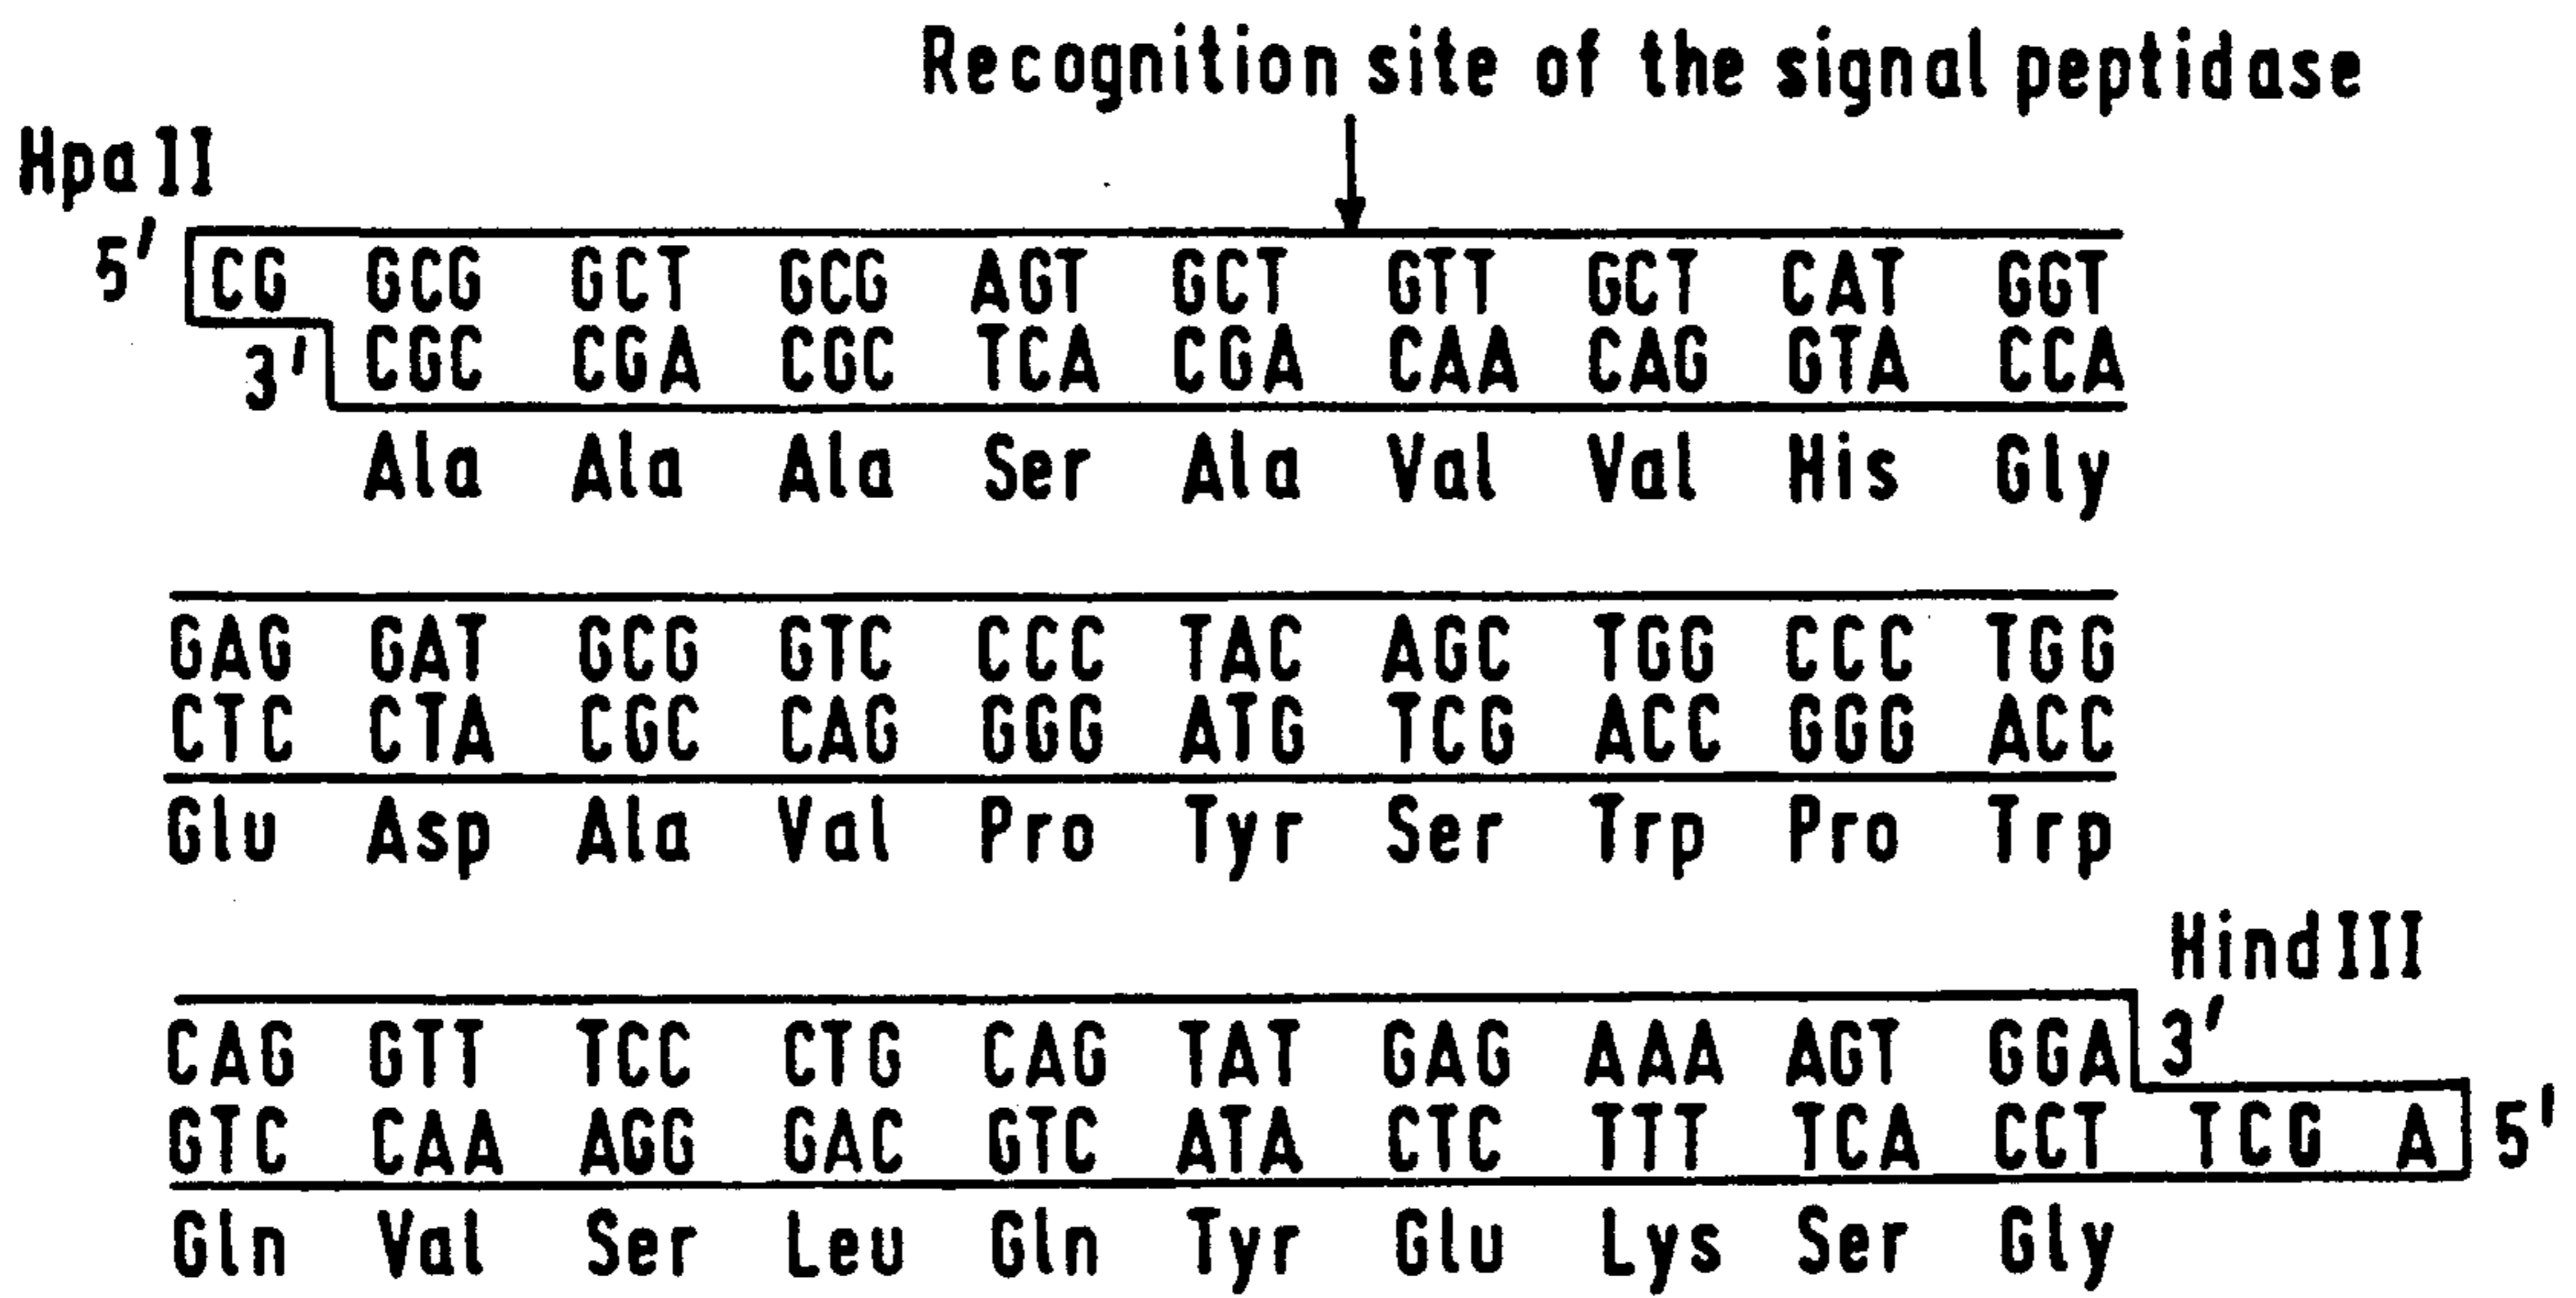 Recognition site of the signal peptidase
Hpa II
5' CG GCG GCT GCG AGT GCT GTT GCT CAT GGT
3' CGC CGA CGC TCA CGA CAA CAG GTA CCA
Ala Ala Ala Ser Ala Val Val His Gly
GAG GAT GCG GTC CCC TAC AGC TGG CCC TGG
CTC CTA CGC CAG GGG ATG TCG ACC GGG ACC
Glu Asp Ala Val Pro Tyr Ser Trp Pro Trp
Hind III
CAG GTT TCC CTG CAG TAT GAG AAA AGT GGA 3'
GTC CAA AGG GAC GTC ATA CTC TTT TCA CCT TCG A 5'
Gln Val Ser Leu Gln Tyr Glu Lys Ser Gly